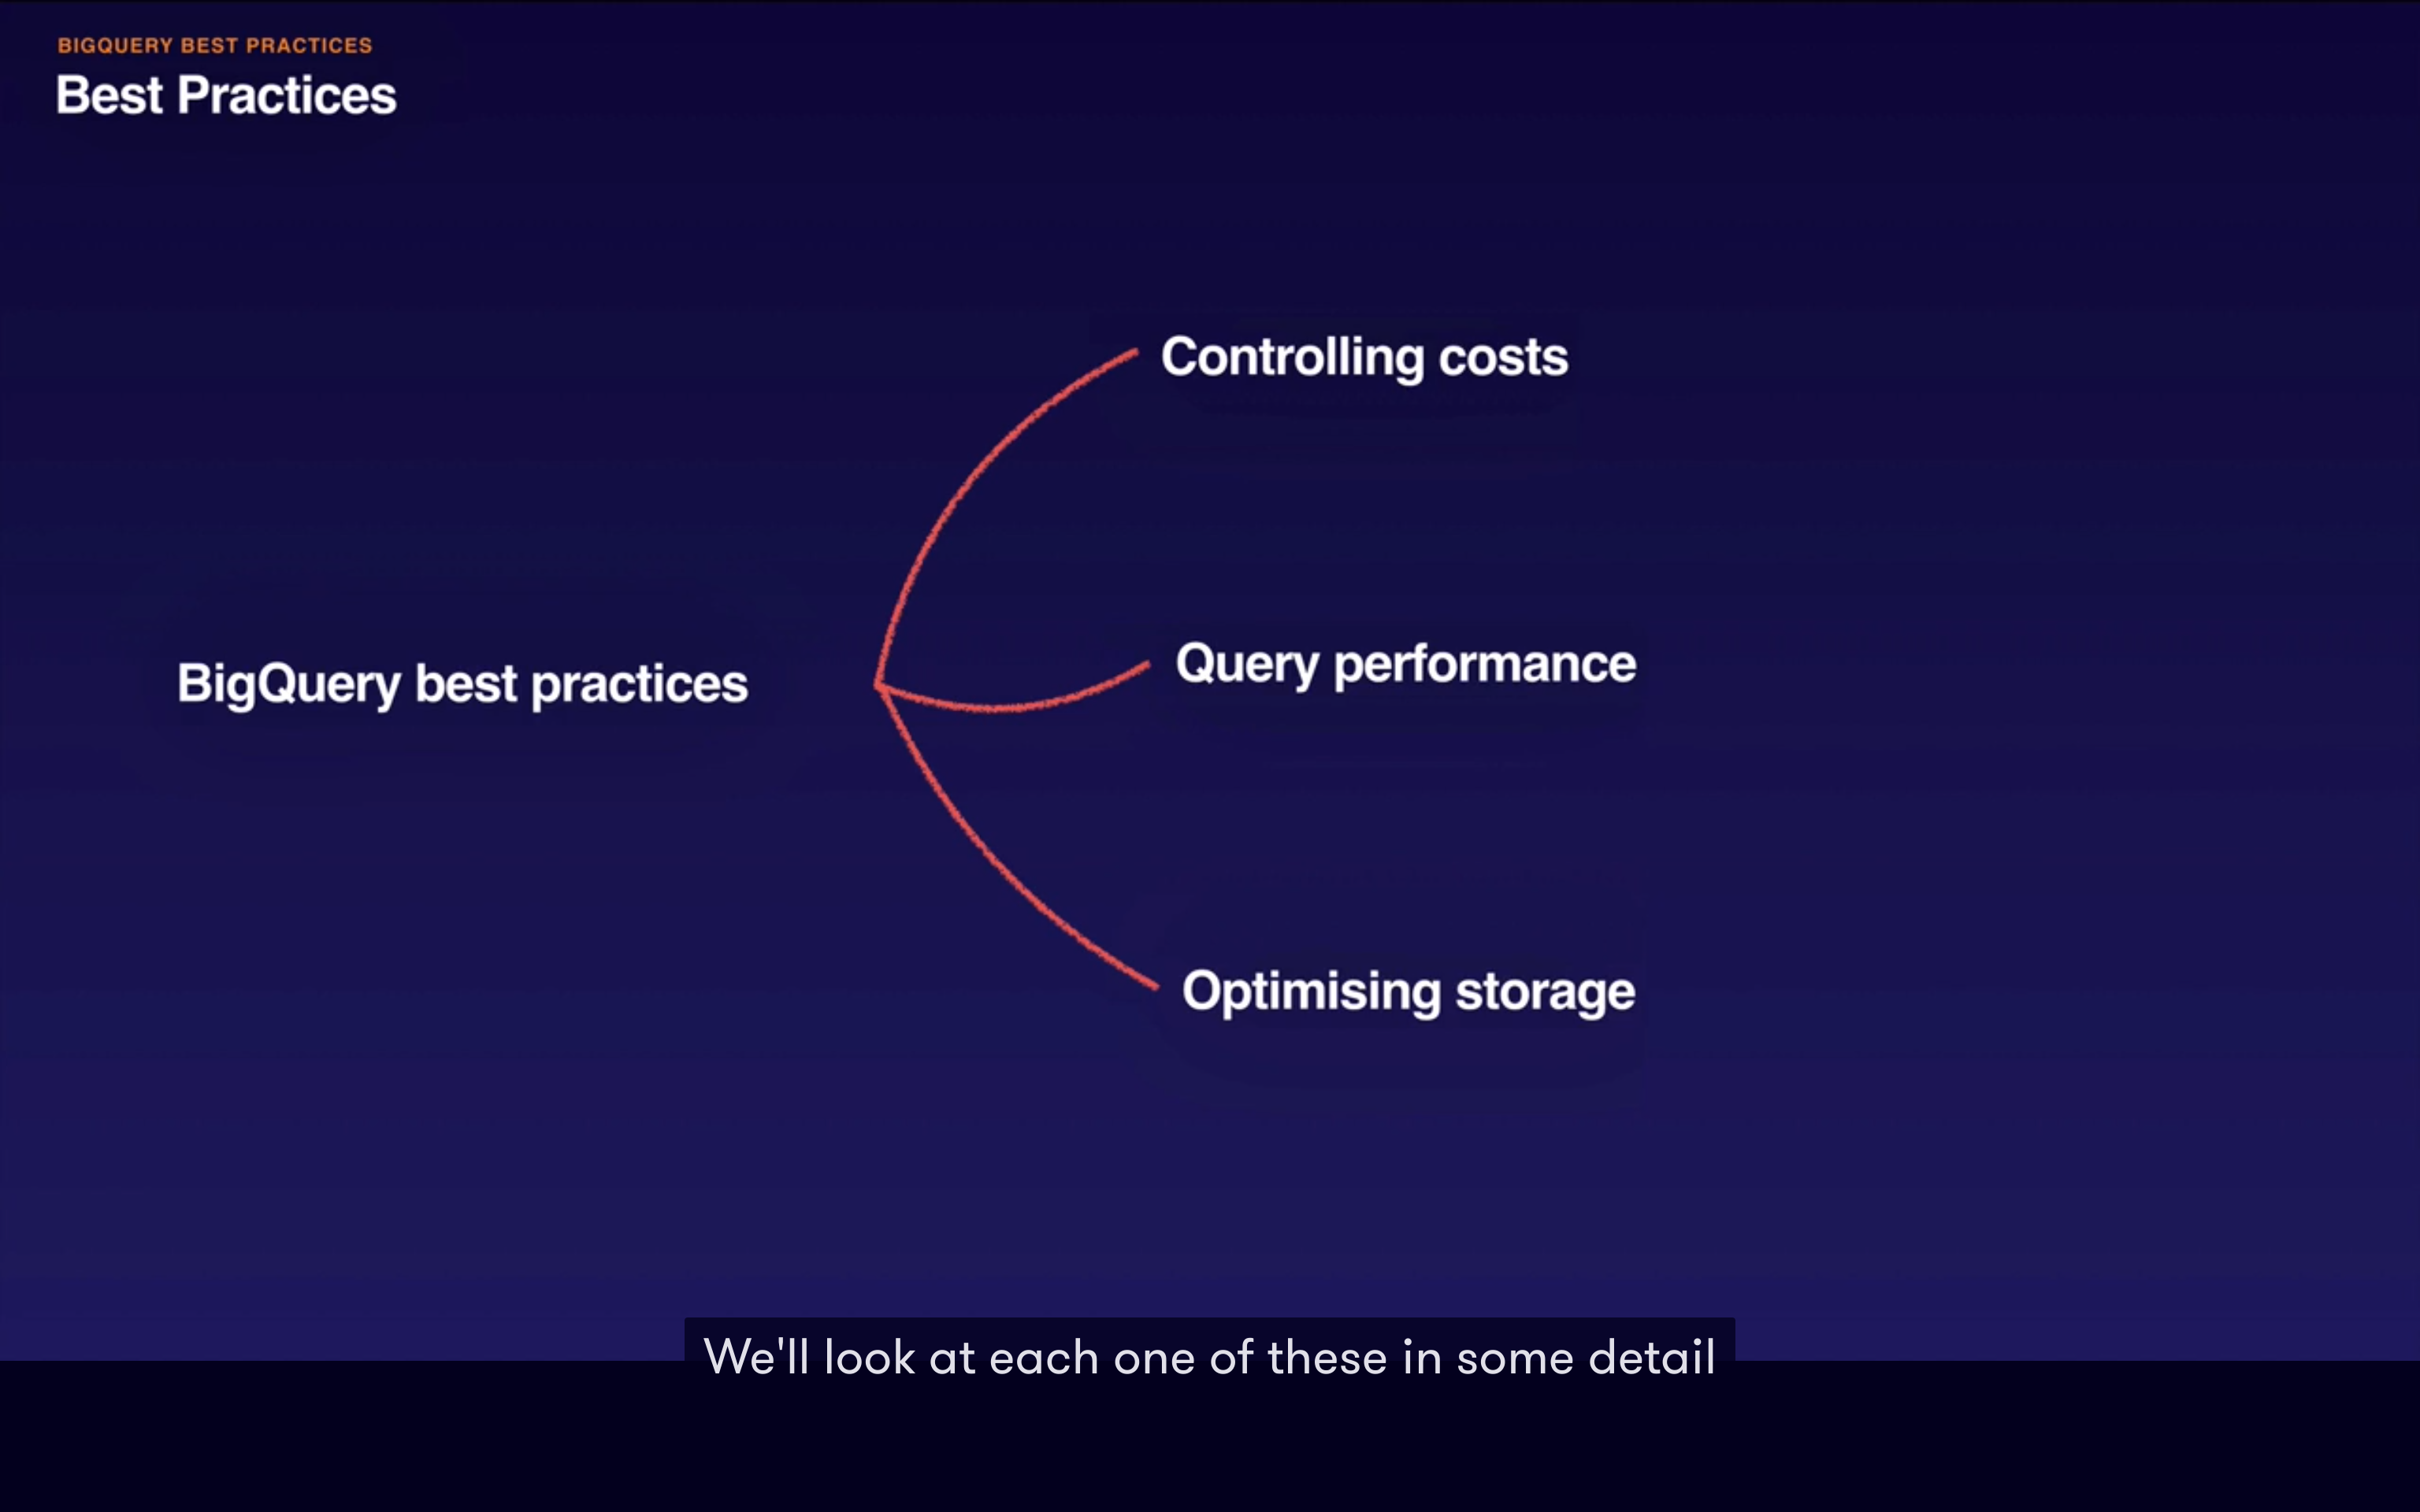 BIGQUERY BEST PRACTICES
Best Practices
Controlling costs
BigQuery best practices
Query performance
Optimising storage
We'll look at each one of these in some detail